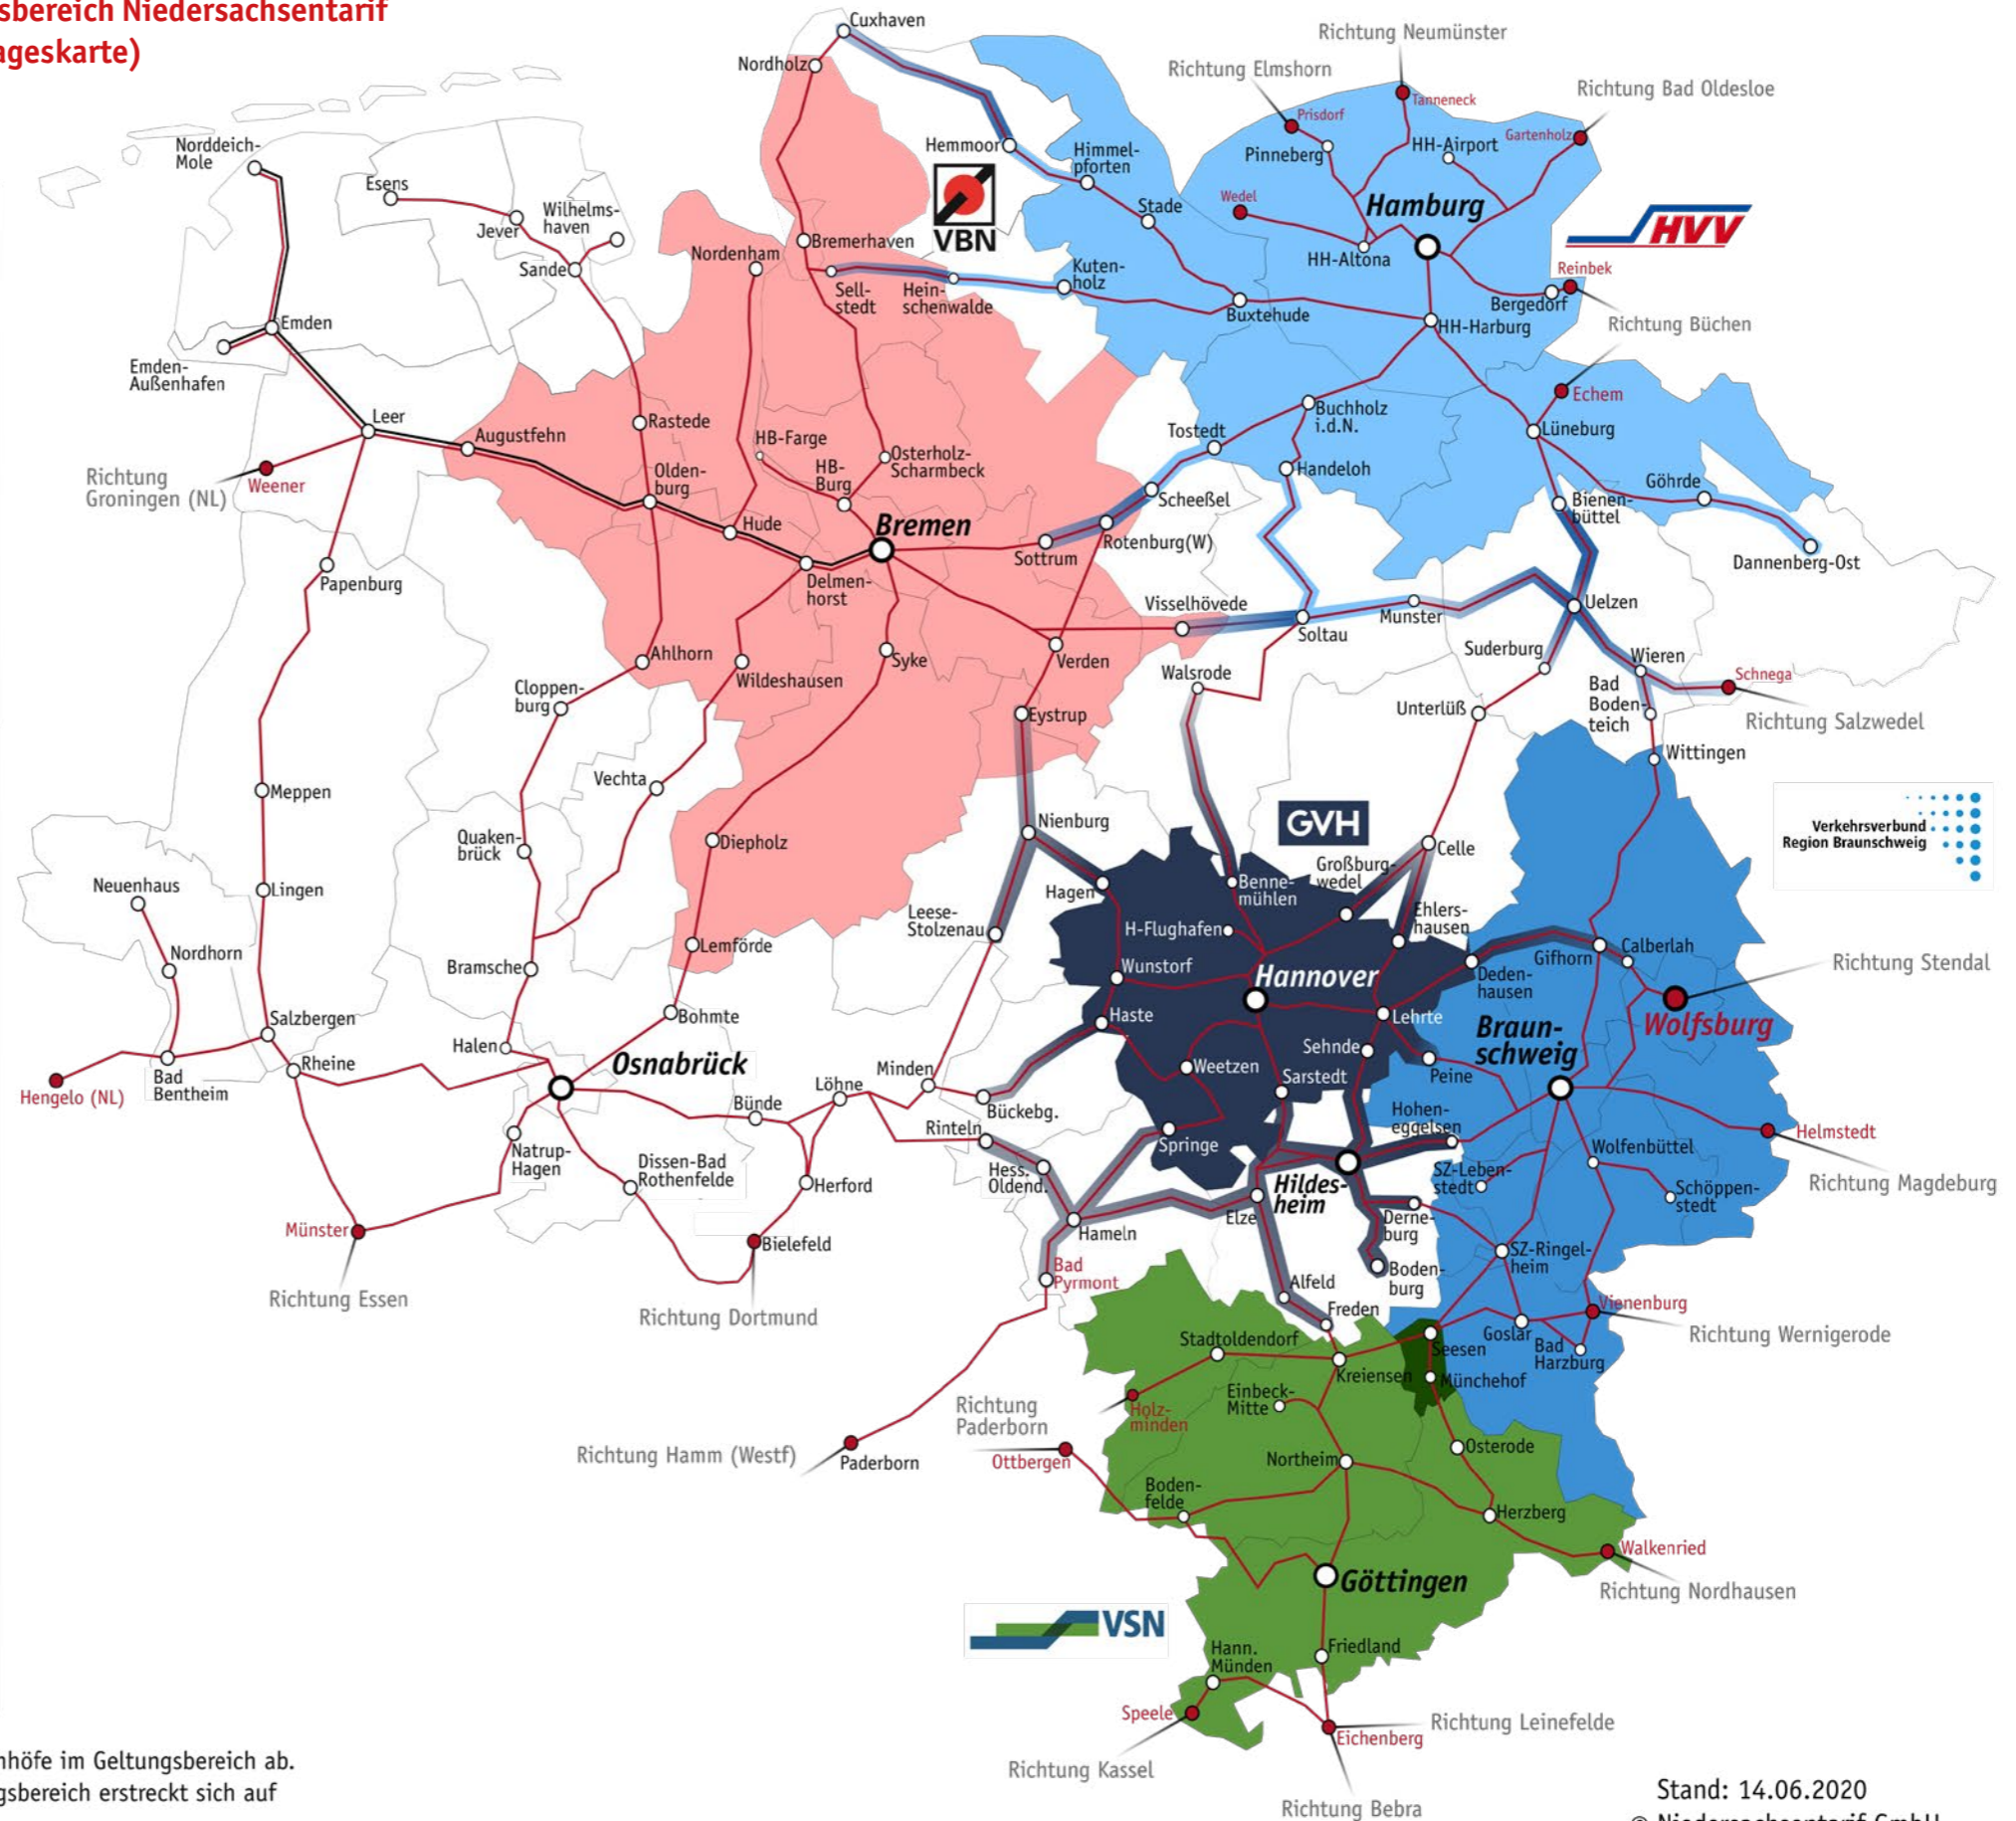 sbereich Niedersachsentarif
ageskarte)
Cuxhaven
Nordholz
Richtung Neumünster
Richtung Elmshorn
Richtung Bad Oldesloe
Tanneneck
Prisdorf
Gartenholz
Pinneberg
HH-Airport
Hemmoor
Himmel-
pforten
Norddeich-
Mole
Esens
Jever
Wilhelms-
haven
Sande
VBN
Stade
Wedel
Hamburg
HVV
HH-Altona
Nordenham
Bremerhaven
Sell-
stedt
Hein-
schenwalde
Kuten-
holz
Buxtehude
Reinbek
Bergedorf
HH-Harburg
Richtung Büchen
Emden
Emden-
Außenhafen
Leer
Augustfehn
Rastede
HB-Farge
HB-
Burg
Osterholz-
Scharmbeck
Tostedt
Buchholz
i.d.N.
Echem
Lüneburg
Richtung
Groningen (NL)
Weener
Olden-
burg
Hude
Bremen
Delmen-
horst
Sottrum
Scheeßel
Rotenburg(W)
Handeloh
Bienen-
büttel
Göhrde
Dannenberg-Ost
Papenburg
Visselhövede
Soltau
Munster
Uelzen
Ahlhorn
Wildeshausen
Syke
Verden
Walsrode
Suderburg
Wieren
Schnega
Cloppen-
burg
Eystrup
Unterlüß
Bad
Boden-
teich
Richtung Salzwedel
Wittingen
Meppen
Vechta
Nienburg
GVH
Verkehrsverbund
Region Braunschweig
Quaken-
brück
Diepholz
Großburg-
wedel
Celle
Neuenhaus
Lingen
Hagen
Benne-
mühlen
Ehlers-
hausen
Leese-
Stolzenau
H-Flughafen
Nordhorn
Bramsche
Lemförde
Wunstorf
Hannover
Deden-
hausen
Gifhorn
Calberlah
Richtung Stendal
Salzbergen
Halen
Bohmte
Haste
Lehrte
Braun-
schweig
Wolfsburg
Hengelo (NL)
Bad
Bentheim
Rheine
Osnabrück
Bünde
Löhne
Minden
Bückebg.
Weetzen
Sehnde
Sarstedt
Peine
Natrup-
Hagen
Dissen-Bad
Rothenfelde
Herford
Rinteln
Hess.
Oldend.
Springe
Hohen-
eggelsen
Wolfenbüttel
Helmstedt
Münster
Bielefeld
Hameln
Elze
Hildes-
heim
SZ-Leben-
stedt
Schöppen-
stedt
Richtung Magdeburg
Derne-
burg
Richtung Essen
Richtung Dortmund
Bad
Pyrmont
Alfeld
Boden-
burg
SZ-Ringel-
heim
Freden
Stadtoldendorf
Kreiensen
Seesen
Goslar
Bad
Harzburg
Vienenburg
Richtung Wernigerode
Münchehof
Einbeck-
Mitte
Holz-
minden
Richtung
Paderborn
Ottbergen
Richtung Hamm (Westf)
Paderborn
Northeim
Osterode
Boden-
felde
Herzberg
Walkenried
Richtung Nordhausen
Göttingen
VSN
Hann.
Münden
Friedland
Speele
Eichenberg
Richtung Leinefelde
Richtung Kassel
Richtung Bebra
nhöfe im Geltungsbereich ab.
gsbereich erstreckt sich auf
Stand: 14.06.2020
© Niedersachsentarif GmbH